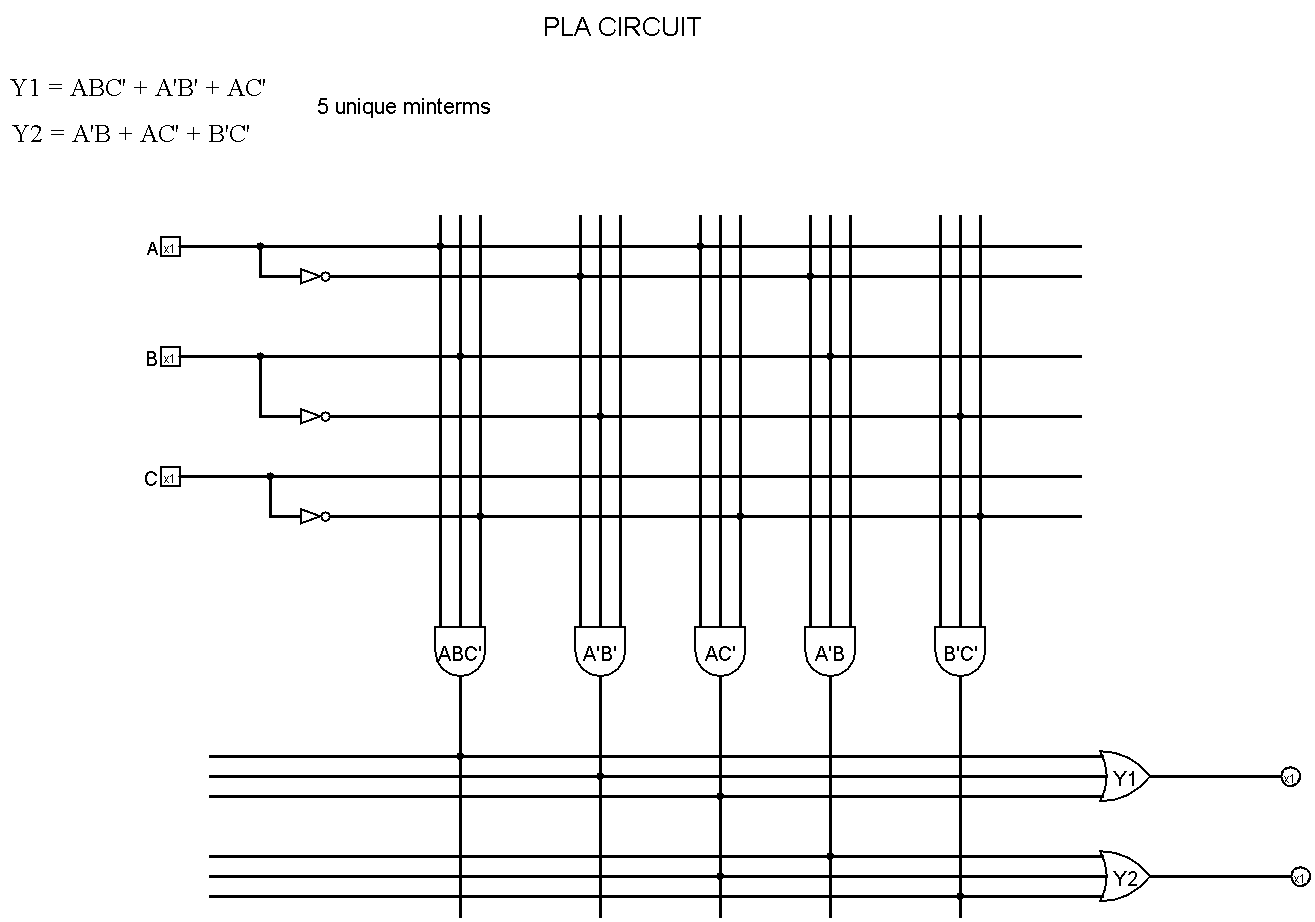 PLA CIRCUIT
Y1 = ABC' + A'B' + AC'
5 unique minterms
Y2 = A'B + AC' + B'C'
A x1
B x1
C x1
ABC' A'B' AC' A'B B'C'
Y1 x1
Y2 x1